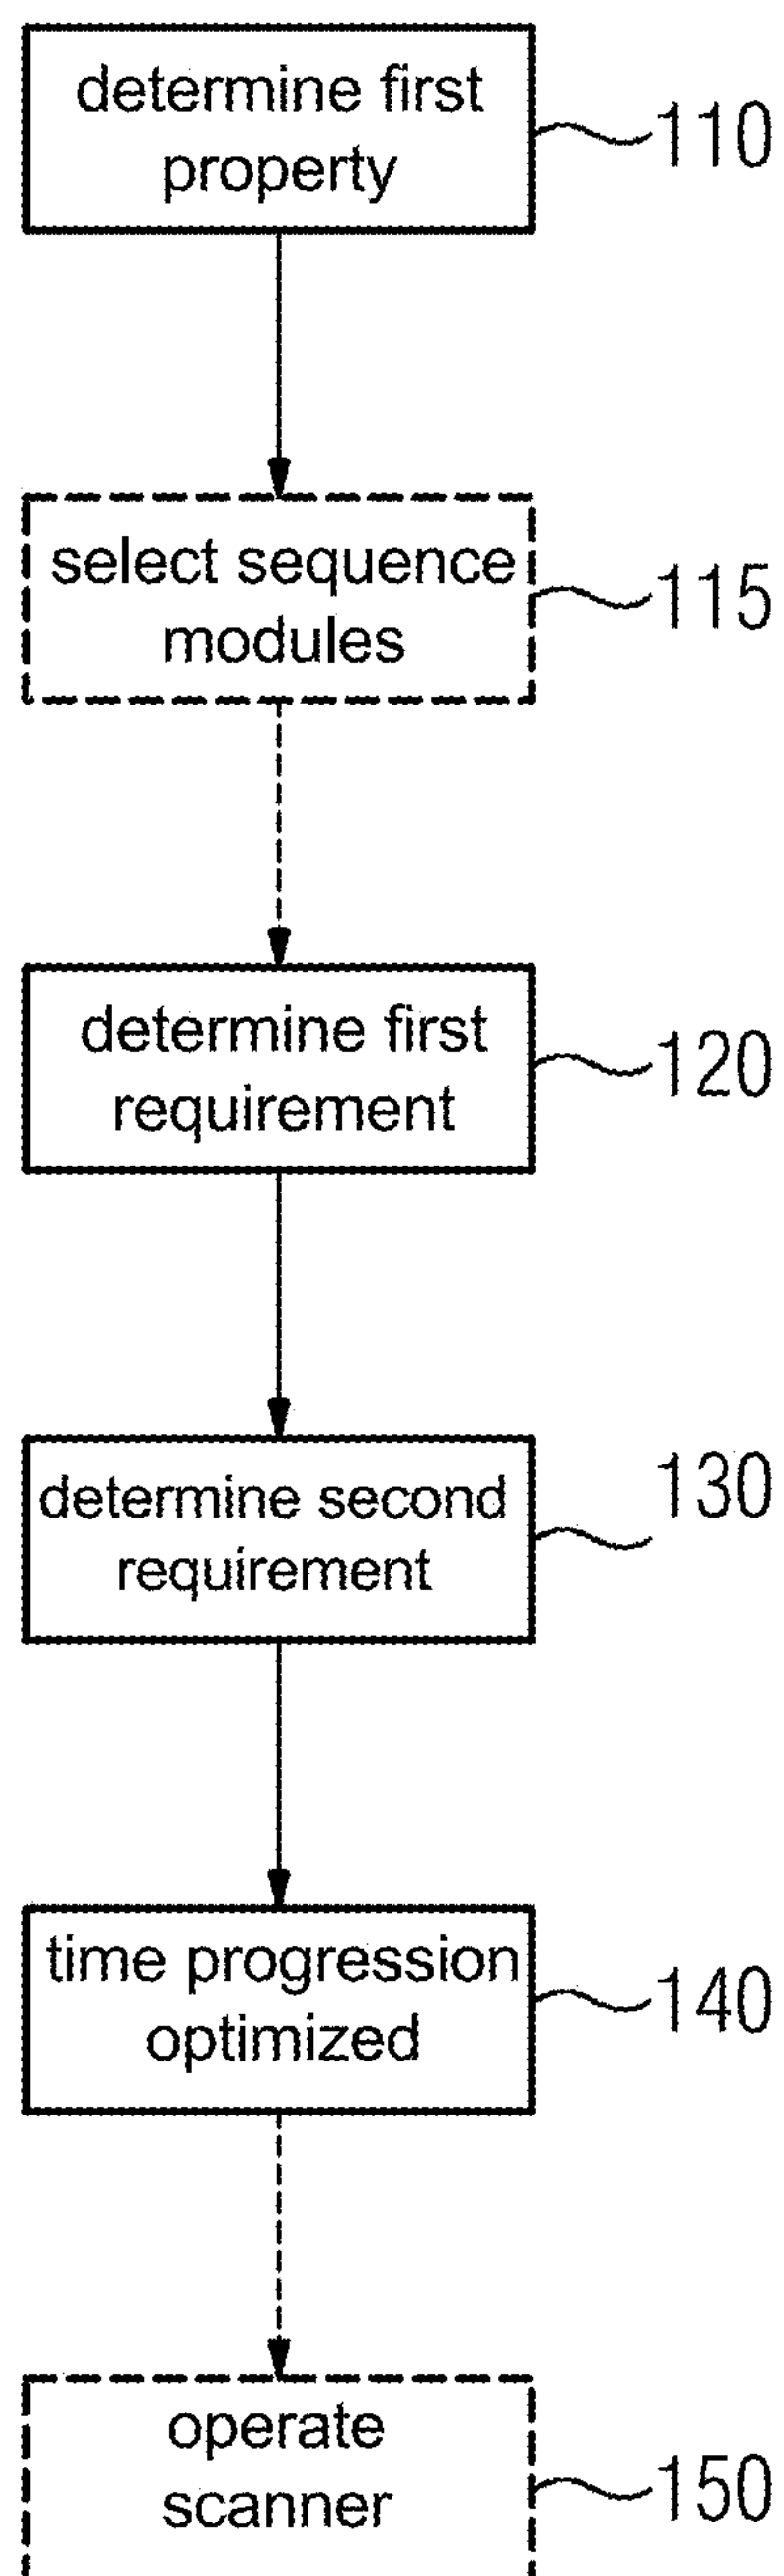 determine first
property
110
select sequence
modules
115
determine first
requirement
120
determine second
requirement
130
time progression
optimized
140
operate
scanner
150